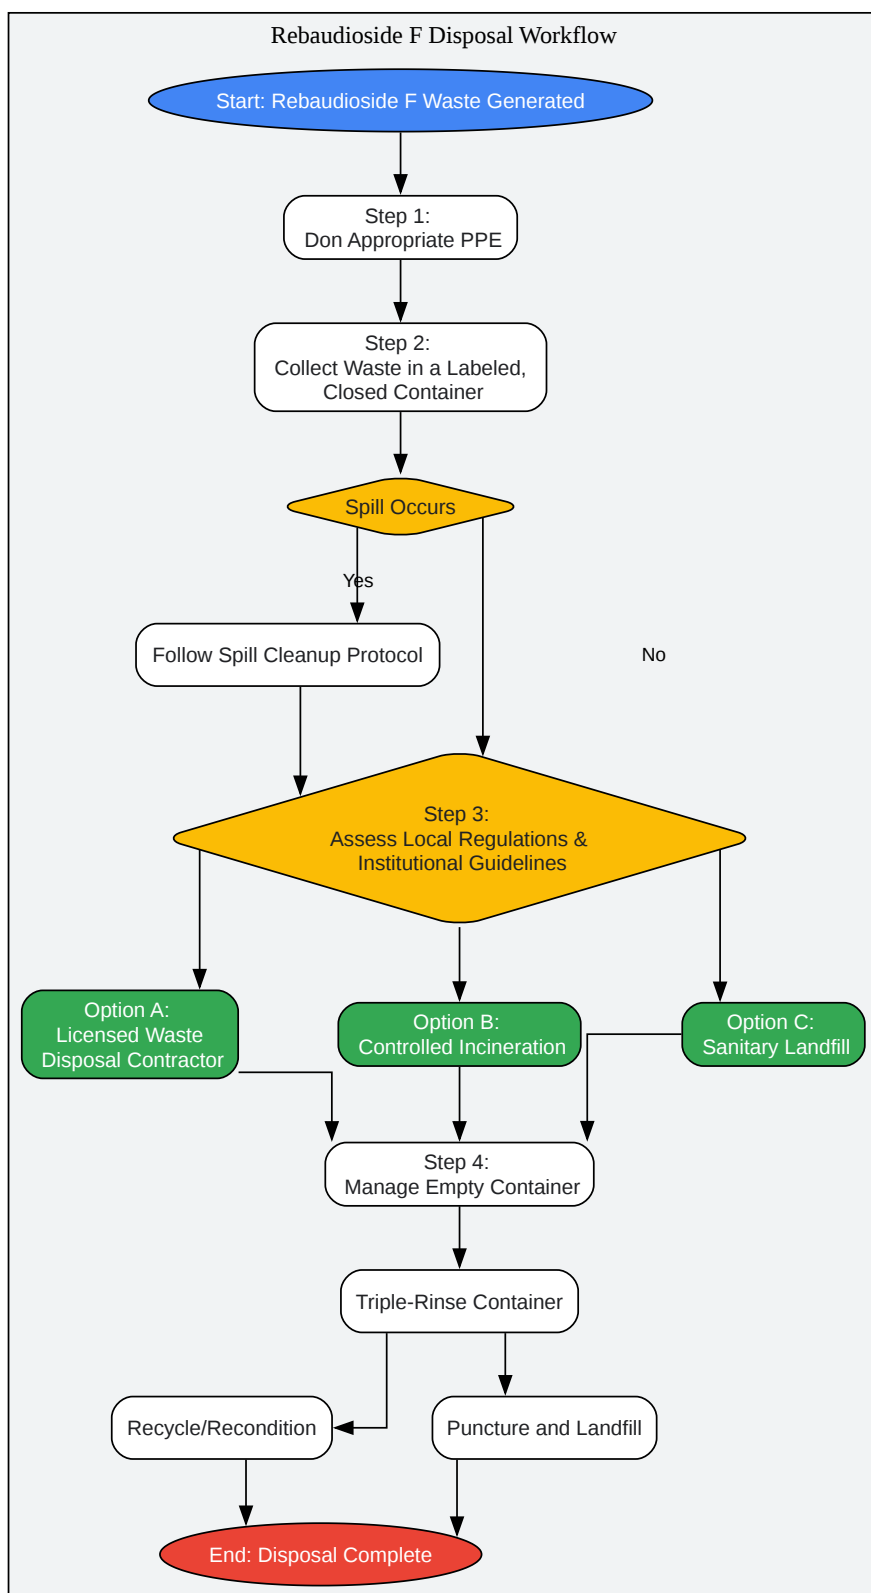 Rebaudioside F Disposal Workflow
Start: Rebaudioside F Waste Generated
Step 1:
Don Appropriate PPE
Step 2:
Collect Waste in a Labeled,
Closed Container
Spill Occurs
Yes
Follow Spill Cleanup Protocol
No
Step 3:
Assess Local Regulations &
Institutional Guidelines
Option A:
Licensed Waste
Disposal Contractor
Option B:
Controlled Incineration
Option C:
Sanitary Landfill
Step 4:
Manage Empty Container
Triple-Rinse Container
Recycle/Recondition
Puncture and Landfill
End: Disposal Complete